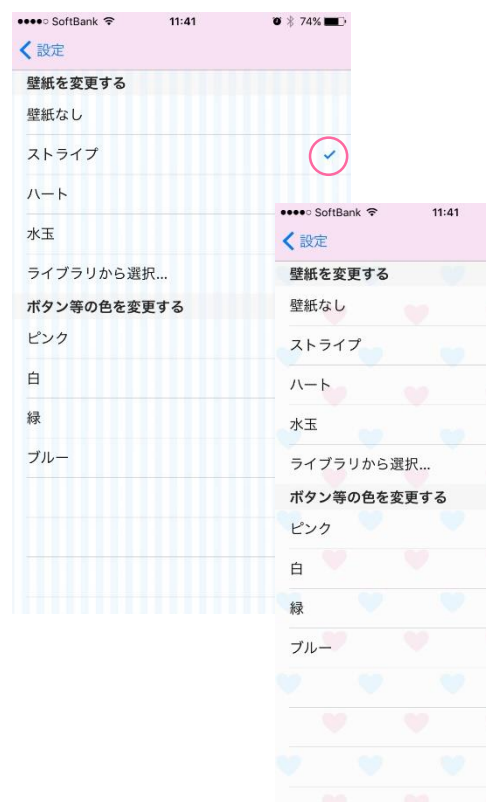 ●●●●○ SoftBank 11:41 74%
設定
壁紙を変更する
壁紙なし
ストライプ
ハート
水玉
ライブラリから選択...
ボタン等の色を変更する
ピンク
白
緑
ブルー
●●●●○ SoftBank 11:41
設定
壁紙を変更する
壁紙なし
ストライプ
ハート
水玉
ライブラリから選択...
ボタン等の色を変更する
ピンク
白
緑
ブルー